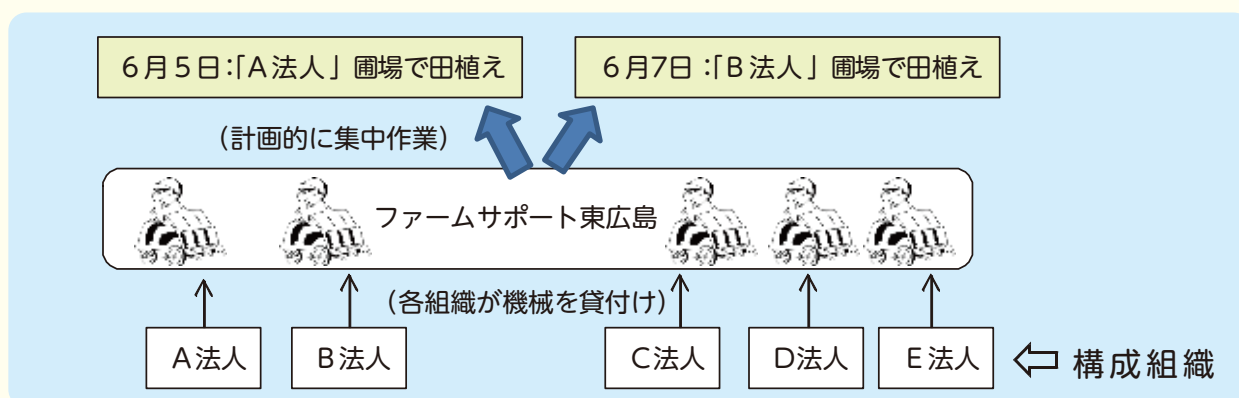 6月5日:「A法人」圃場で田植え
6月7日:「B法人」圃場で田植え
(計画的に集中作業)
ファームサポート東広島
(各組織が機械を貸付け)
A法人
B法人
C法人
D法人
E法人
構成組織